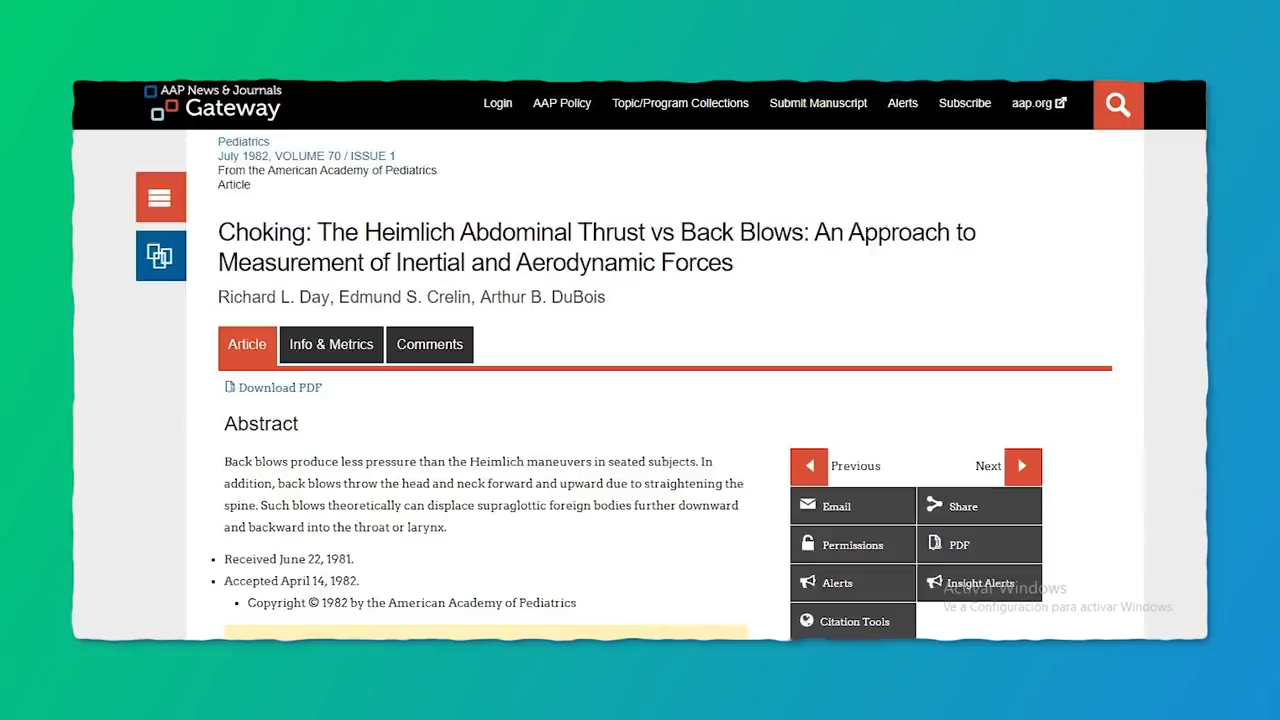 AAP News & Journals
Gateway
Login AAP Policy Topic/Program Collections Submit Manuscript Alerts Subscribe aap.org
Pediatrics
July 1982, VOLUME 70 / ISSUE 1
From the American Academy of Pediatrics
Article
Choking: The Heimlich Abdominal Thrust vs Back Blows: An Approach to
Measurement of Inertial and Aerodynamic Forces
Richard L. Day, Edmund S. Crelin, Arthur B. DuBois
Article Info & Metrics Comments
Download PDF
Abstract
Back blows produce less pressure than the Heimlich maneuvers in seated subjects. In
addition, back blows throw the head and neck forward and upward due to straightening the
spine. Such blows theoretically can displace supraglottic foreign bodies further downward
and backward into the throat or larynx.
• Received June 22, 1981.
• Accepted April 14, 1982.
• Copyright © 1982 by the American Academy of Pediatrics
Previous Next
Email Share
Permissions PDF
Alerts Insight Alerts
Citation Tools
Activar Windows
Ve a Configuración para activar Windows.